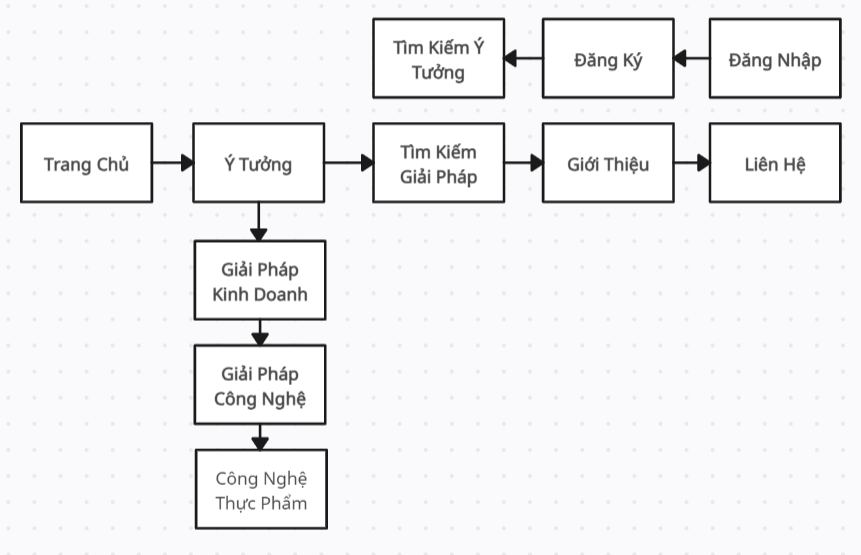 Tìm Kiếm Ý
Tưởng
Đăng Ký
Đăng Nhập
Trang Chủ
Ý Tưởng
Tìm Kiếm
Giải Pháp
Giới Thiệu
Liên Hệ
Giải Pháp
Kinh Doanh
Giải Pháp
Công Nghệ
Công Nghệ
Thực Phẩm